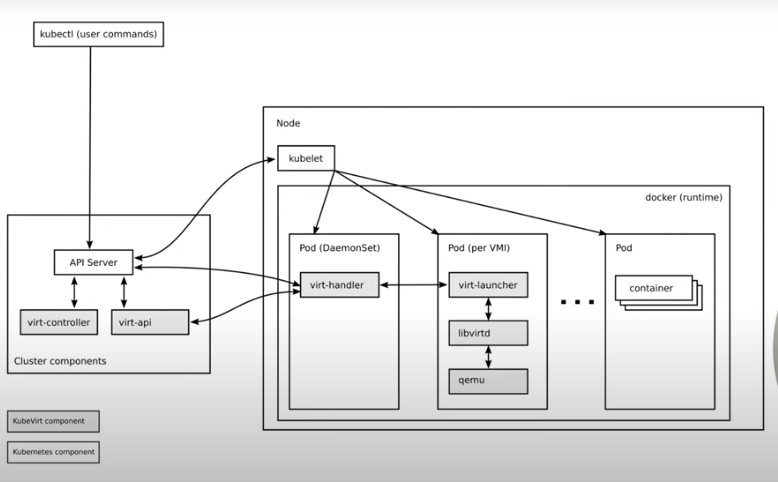 kubectl (user commands)
Node
kubelet
docker (runtime)
Pod (DaemonSet)
Pod (per VMI)
Pod
API Server
virt-handler
virt-launcher
container
virt-controller
virt-api
libvirtd
Cluster components
qemu
KubeVirt component
Kubernetes component